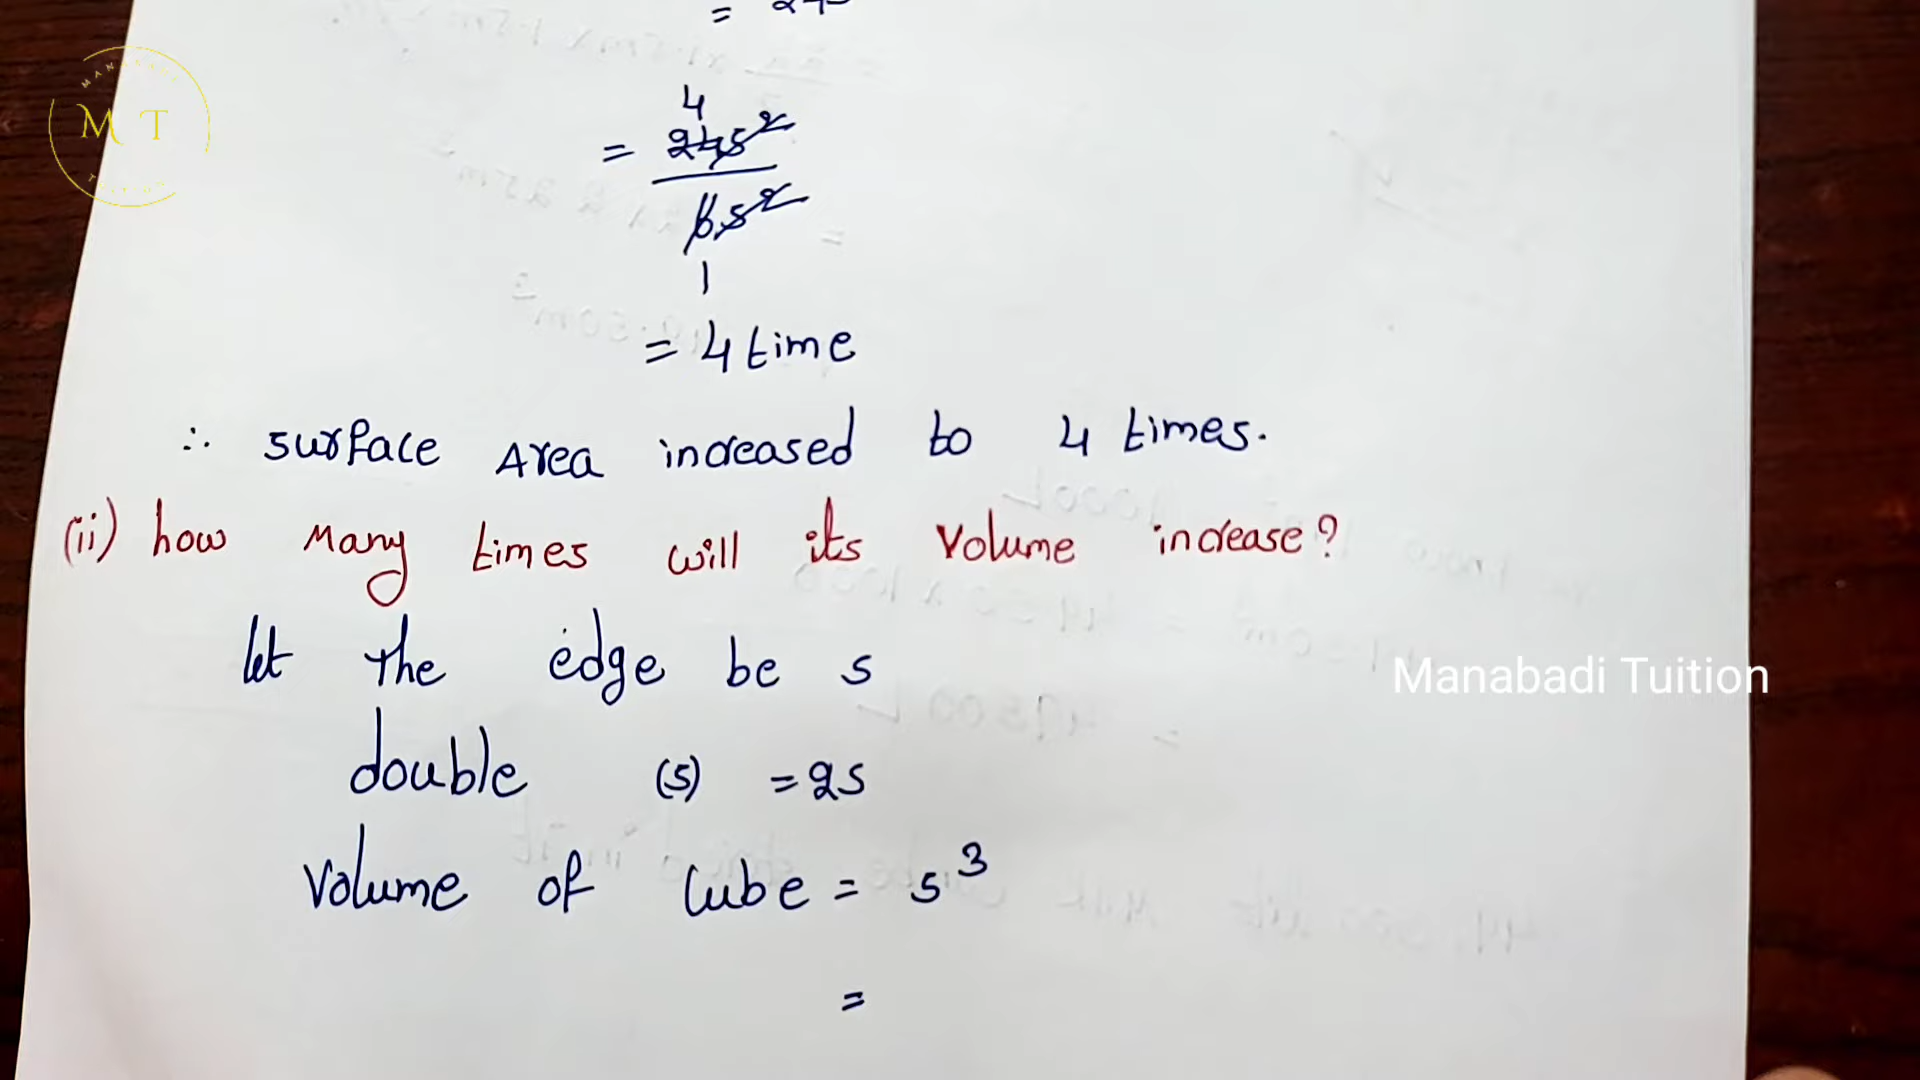 M T
4
= 24s²
6s²
1
= 4 time
∴ surface Area increased to 4 times.
(ii) how many times will its volume increase?
let the edge be s
Manabadi Tuition
double (s) = 2s
Volume of Cube = s³
=